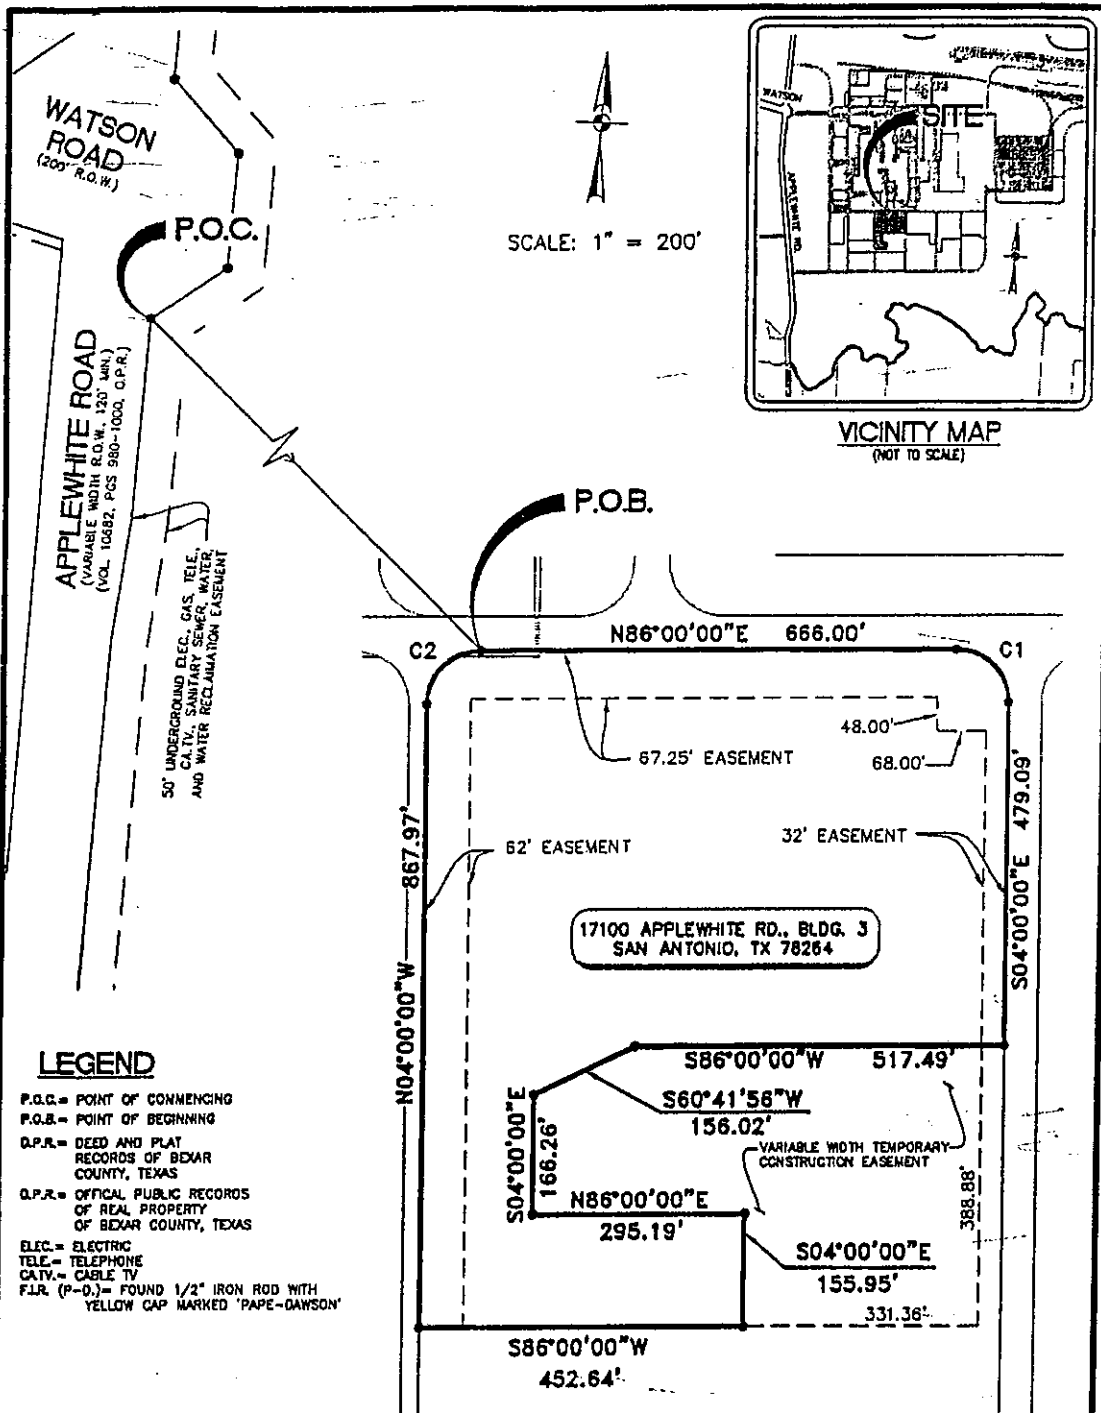 WATSON
ROAD
(200' R.O.W.)
P.O.C.
SCALE: 1" = 200'
WATSON
SITE
APPLEWHITE RD.
VICINITY MAP
(NOT TO SCALE)
APPLEWHITE ROAD
(VARIABLE WIDTH R.O.W., 120' MIN.)
(VOL. 10682, PGS 980-1000, O.P.R.)
50' UNDERGROUND ELEC., GAS, TELE.,
CA.TV., SANITARY SEWER, WATER,
AND WATER RECLAIMATION EASEMENT
P.O.B.
N86°00'00"E 666.00'
C2
C1
48.00'
68.00'
67.25' EASEMENT
62' EASEMENT
32' EASEMENT
N04°00'00"W 867.97'
S04°00'00"E 479.09'
17100 APPLEWHITE RD., BLDG. 3
SAN ANTONIO, TX 78264
S86°00'00"W 517.49'
S60°41'56"W
156.02'
S04°00'00"E
166.26'
VARIABLE WIDTH TEMPORARY
CONSTRUCTION EASEMENT
N86°00'00"E
295.19'
388.88'
S04°00'00"E
155.95'
331.36'
S86°00'00"W
452.64'
LEGEND
P.O.C.= POINT OF COMMENCING
P.O.B.= POINT OF BEGINNING
D.P.R.= DEED AND PLAT
RECORDS OF BEXAR
COUNTY, TEXAS
O.P.R.= OFFICAL PUBLIC RECORDS
OF REAL PROPERTY
OF BEXAR COUNTY, TEXAS
ELEC.= ELECTRIC
TELE.= TELEPHONE
CATV.= CABLE TV
F.I.R. (P-D.)= FOUND 1/2" IRON ROD WITH
YELLOW CAP MARKED 'PAPE-DAWSON'